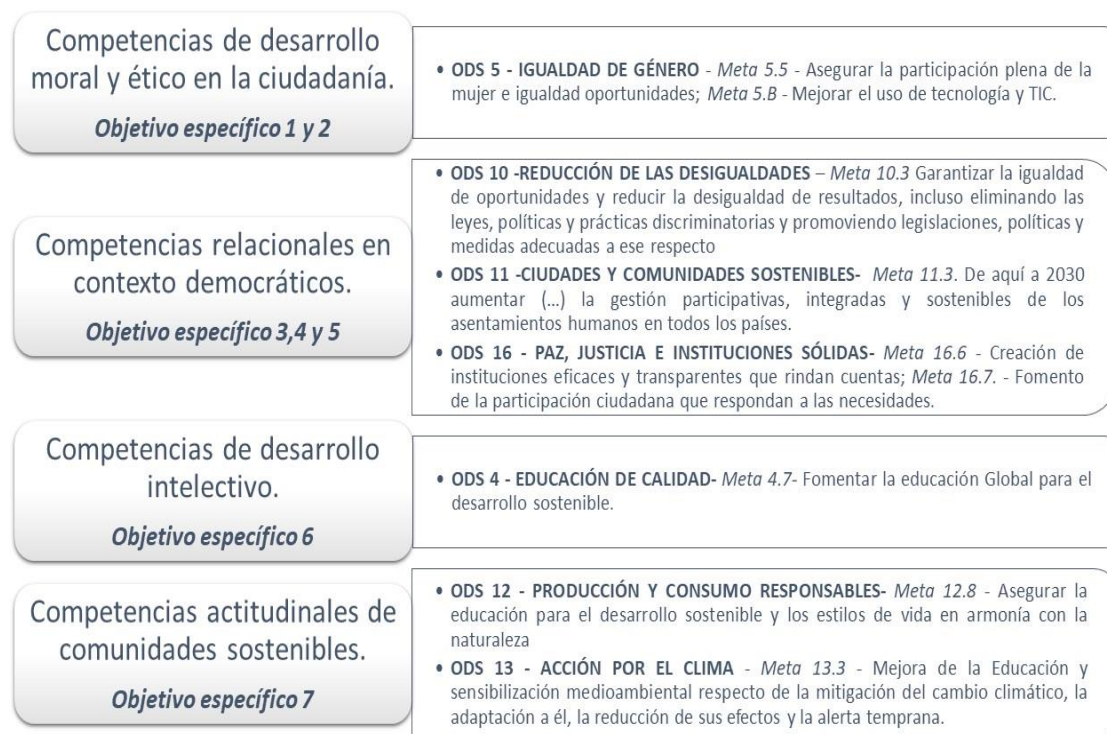 Competencias de desarrollo
moral y ético en la ciudadanía.
Objetivo específico 1 y 2
• ODS 5 - IGUALDAD DE GÉNERO - Meta 5.5 - Asegurar la participación plena de la
mujer e igualdad oportunidades; Meta 5.B - Mejorar el uso de tecnología y TIC.
Competencias relacionales en
contexto democráticos.
Objetivo específico 3,4 y 5
• ODS 10 -REDUCCIÓN DE LAS DESIGUALDADES – Meta 10.3 Garantizar la igualdad
de oportunidades y reducir la desigualdad de resultados, incluso eliminando las
leyes, políticas y prácticas discriminatorias y promoviendo legislaciones, políticas y
medidas adecuadas a ese respecto
• ODS 11 -CIUDADES Y COMUNIDADES SOSTENIBLES- Meta 11.3. De aquí a 2030
aumentar (...) la gestión participativas, integradas y sostenibles de los
asentamientos humanos en todos los países.
• ODS 16 - PAZ, JUSTICIA E INSTITUCIONES SÓLIDAS- Meta 16.6 - Creación de
instituciones eficaces y transparentes que rindan cuentas; Meta 16.7. - Fomento
de la participación ciudadana que respondan a las necesidades.
Competencias de desarrollo
intelectivo.
Objetivo específico 6
• ODS 4 - EDUCACIÓN DE CALIDAD- Meta 4.7- Fomentar la educación Global para el
desarrollo sostenible.
Competencias actitudinales de
comunidades sostenibles.
Objetivo específico 7
• ODS 12 - PRODUCCIÓN Y CONSUMO RESPONSABLES- Meta 12.8 - Asegurar la
educación para el desarrollo sostenible y los estilos de vida en armonía con la
naturaleza
• ODS 13 - ACCIÓN POR EL CLIMA - Meta 13.3 - Mejora de la Educación y
sensibilización medioambiental respecto de la mitigación del cambio climático, la
adaptación a él, la reducción de sus efectos y la alerta temprana.